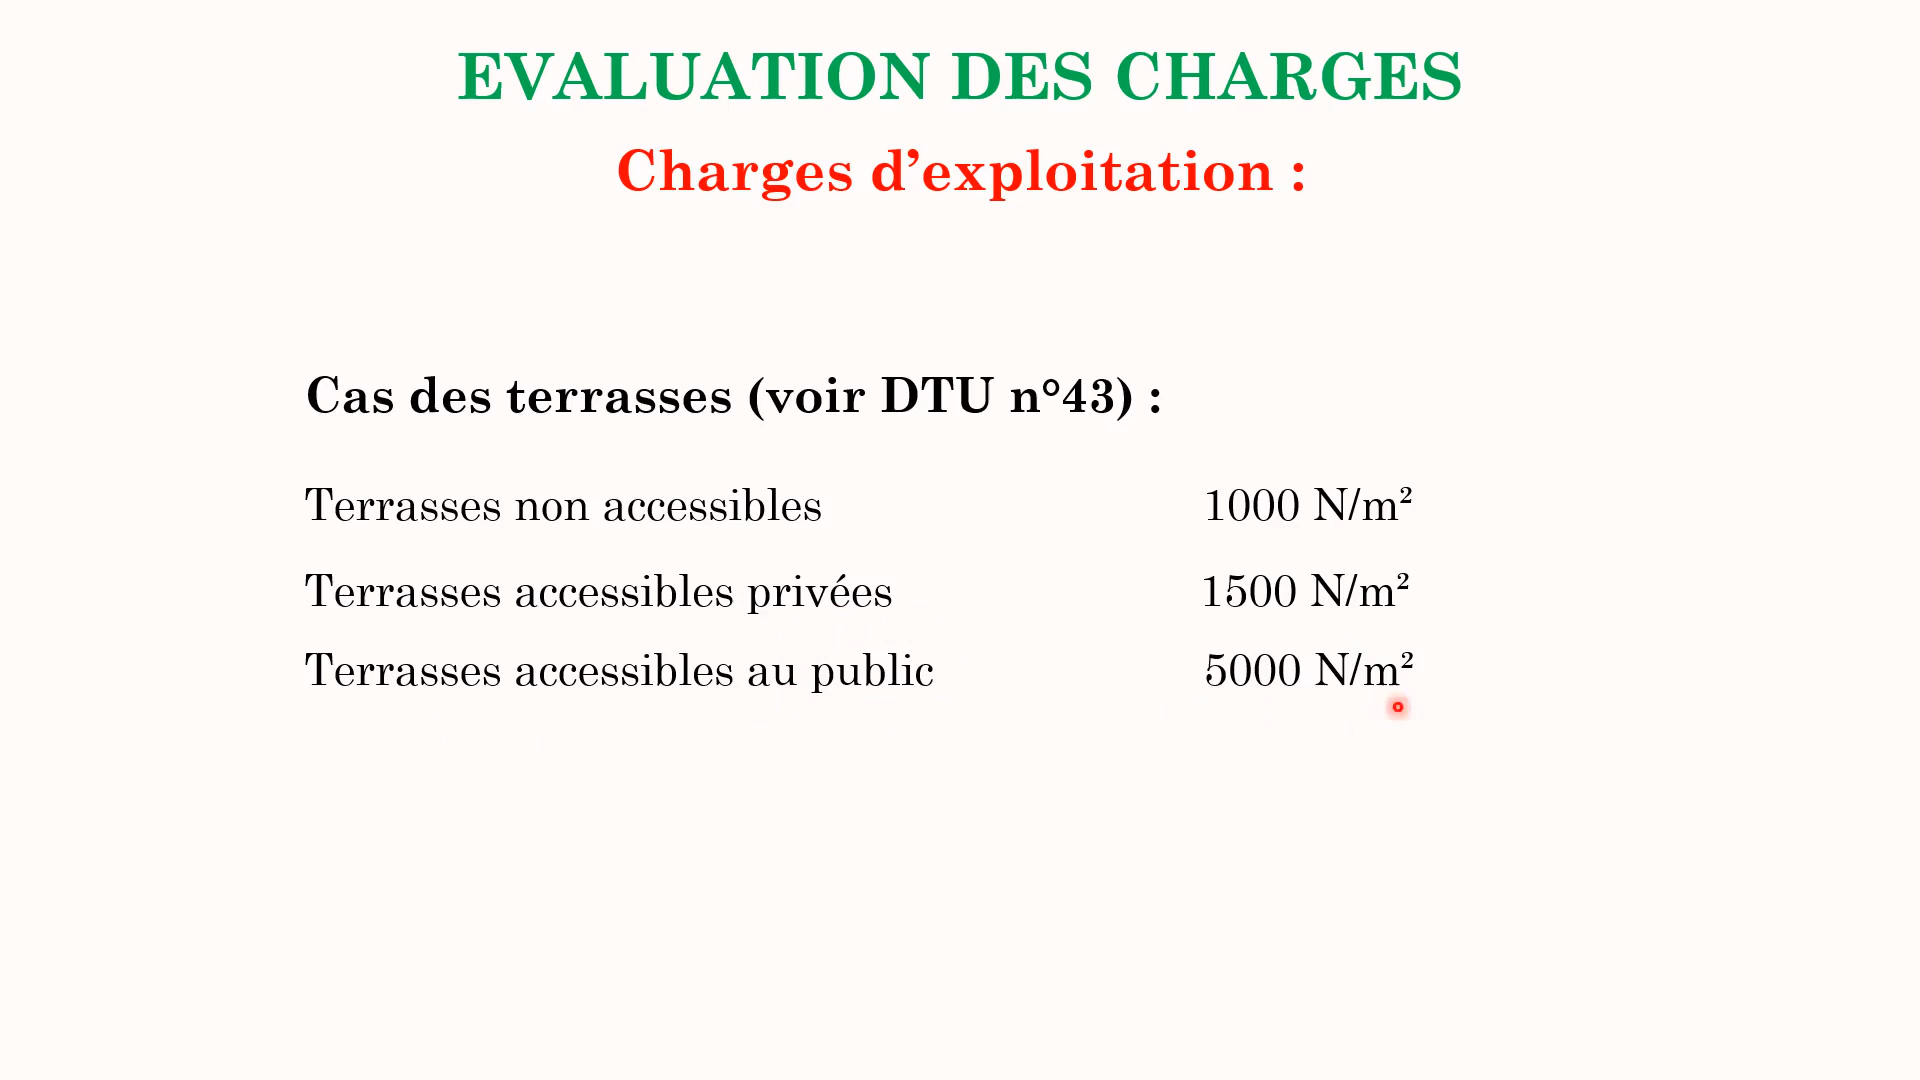 EVALUATION DES CHARGES
Charges d’exploitation :
Cas des terrasses (voir DTU n°43) :
Terrasses non accessibles 1000 N/m²
Terrasses accessibles privées 1500 N/m²
Terrasses accessibles au public 5000 N/m²